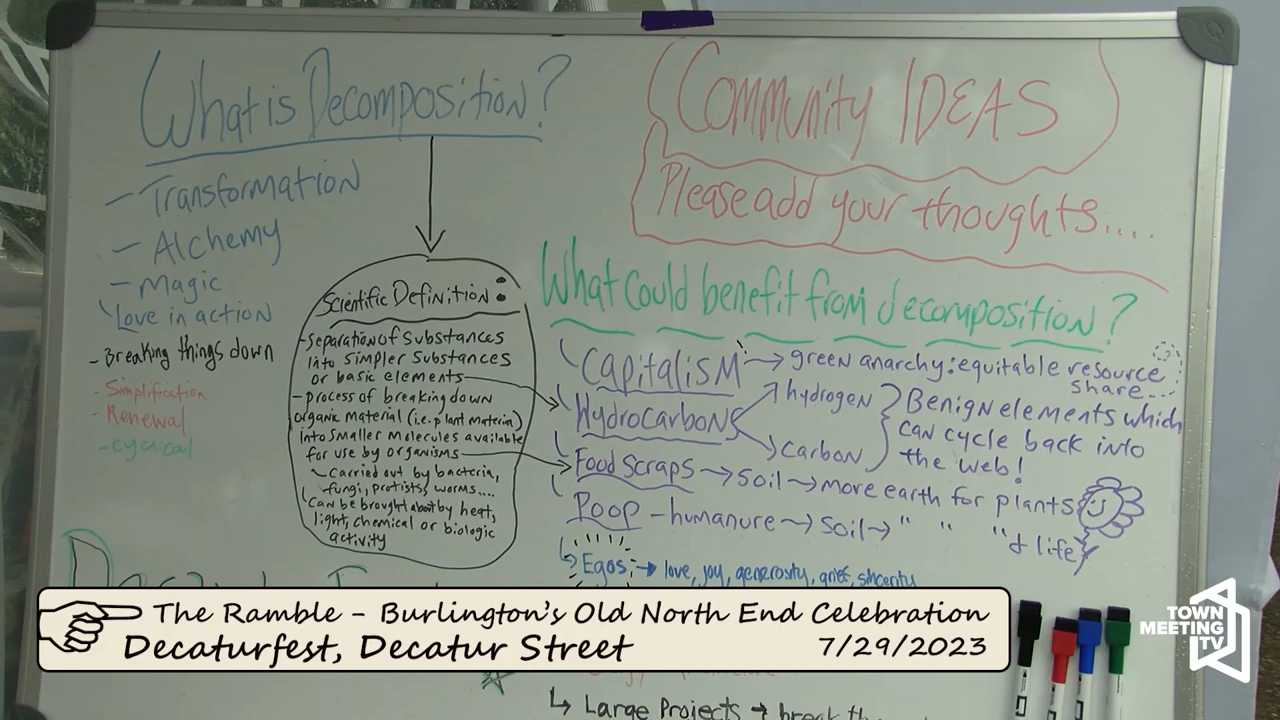 What is Decomposition?
- Transformation
- Alchemy
- Magic
Love in action
- Breaking things down
- Simplification
- Renewal
- cyclical
Scientific Definition:
- separation of substances
into simpler substances
or basic elements
- process of breaking down
organic material (i.e. plant material)
into smaller molecules available
for use by organisms
Carried out by bacteria,
fungi, protists, worms....
Can be brought about by heat,
light, chemical or biologic
activity
Community IDEAS
Please add your thoughts....
What could benefit from decomposition?
Capitalism → green anarchy: equitable resource
share
Hydrocarbons
hydrogen
carbon
Benign elements which
can cycle back into
the web!
Food scraps → soil → more earth for plants
Poop - humanure → soil → " " " & life
Egos → love, joy, generosity, grief, sincerity
↳ Large Projects →
The Ramble - Burlington's Old North End Celebration
Decaturfest, Decatur Street 7/29/2023
TOWN
MEETING
TV